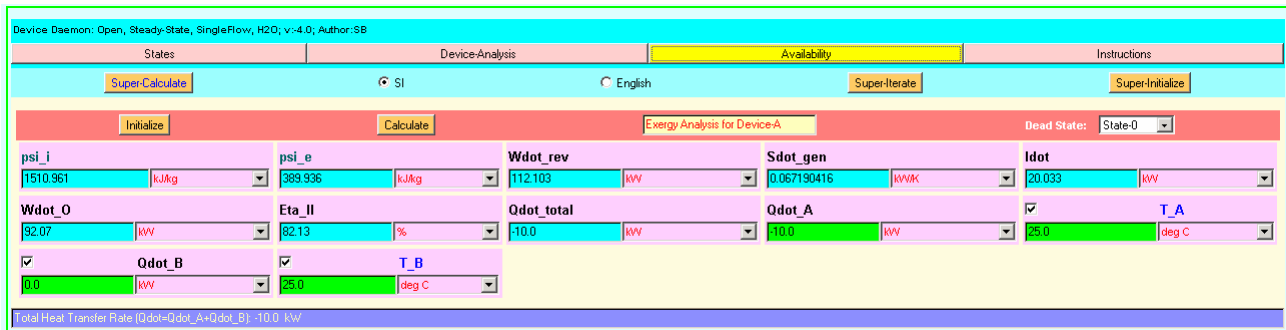 Device Daemon: Open, Steady-State, SingleFlow, H2O; v:-4.0; Author:SB
States Device-Analysis Availability Instructions
Super-Calculate SI English Super-Iterate Super-Initialize
Initialize Calculate Exergy Analysis for Device-A Dead State: State-0
psi_i psi_e Wdot_rev Sdot_gen Idot
1510.961 kJ/kg 389.936 kJ/kg 112.103 kW 0.067190416 kW/K 20.033 kW
Wdot_O Eta_II Qdot_total Qdot_A T_A
92.07 kW 82.13 % -10.0 kW -10.0 kW 25.0 deg C
Qdot_B T_B
0.0 kW 25.0 deg C
Total Heat Transfer Rate (Qdot=Qdot_A+Qdot_B): -10.0 kW